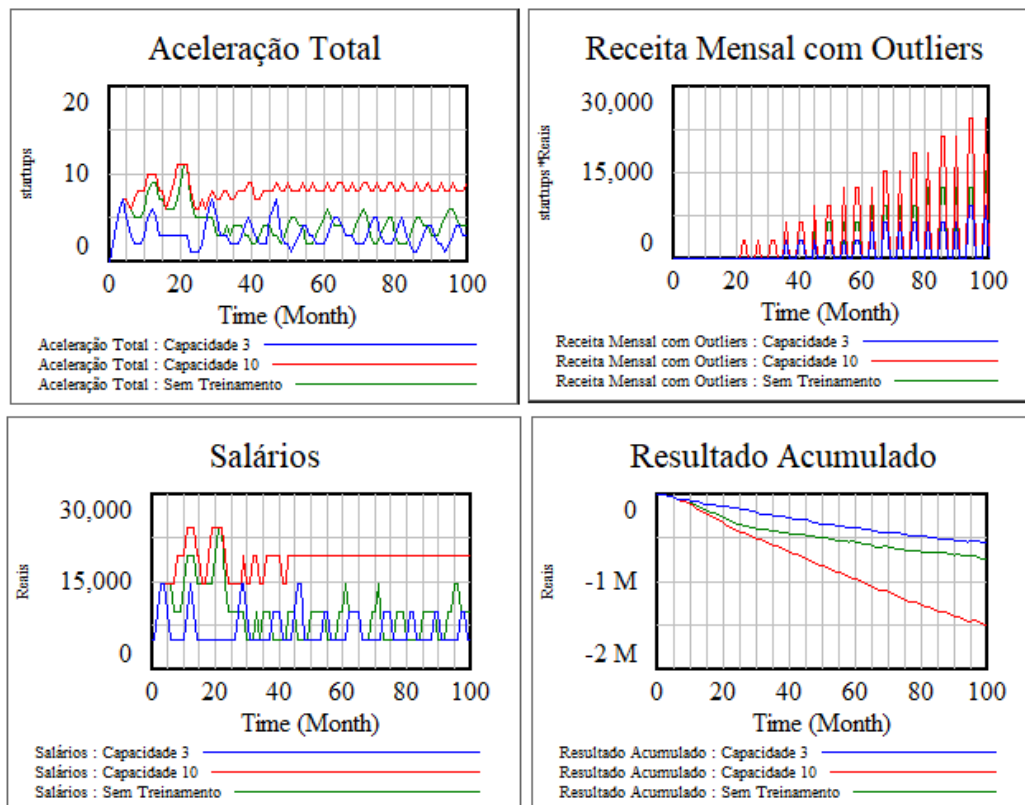 Aceleração Total
20
10
0
startups
0 20 40 60 80 100
Time (Month)
Aceleração Total : Capacidade 3
Aceleração Total : Capacidade 10
Aceleração Total : Sem Treinamento
Receita Mensal com Outliers
30,000
15,000
0
startups*Reais
0 20 40 60 80 100
Time (Month)
Receita Mensal com Outliers : Capacidade 3
Receita Mensal com Outliers : Capacidade 10
Receita Mensal com Outliers : Sem Treinamento
Salários
30,000
15,000
0
Reais
0 20 40 60 80 100
Time (Month)
Salários : Capacidade 3
Salários : Capacidade 10
Salários : Sem Treinamento
Resultado Acumulado
0
-1 M
-2 M
Reais
0 20 40 60 80 100
Time (Month)
Resultado Acumulado : Capacidade 3
Resultado Acumulado : Capacidade 10
Resultado Acumulado : Sem Treinamento